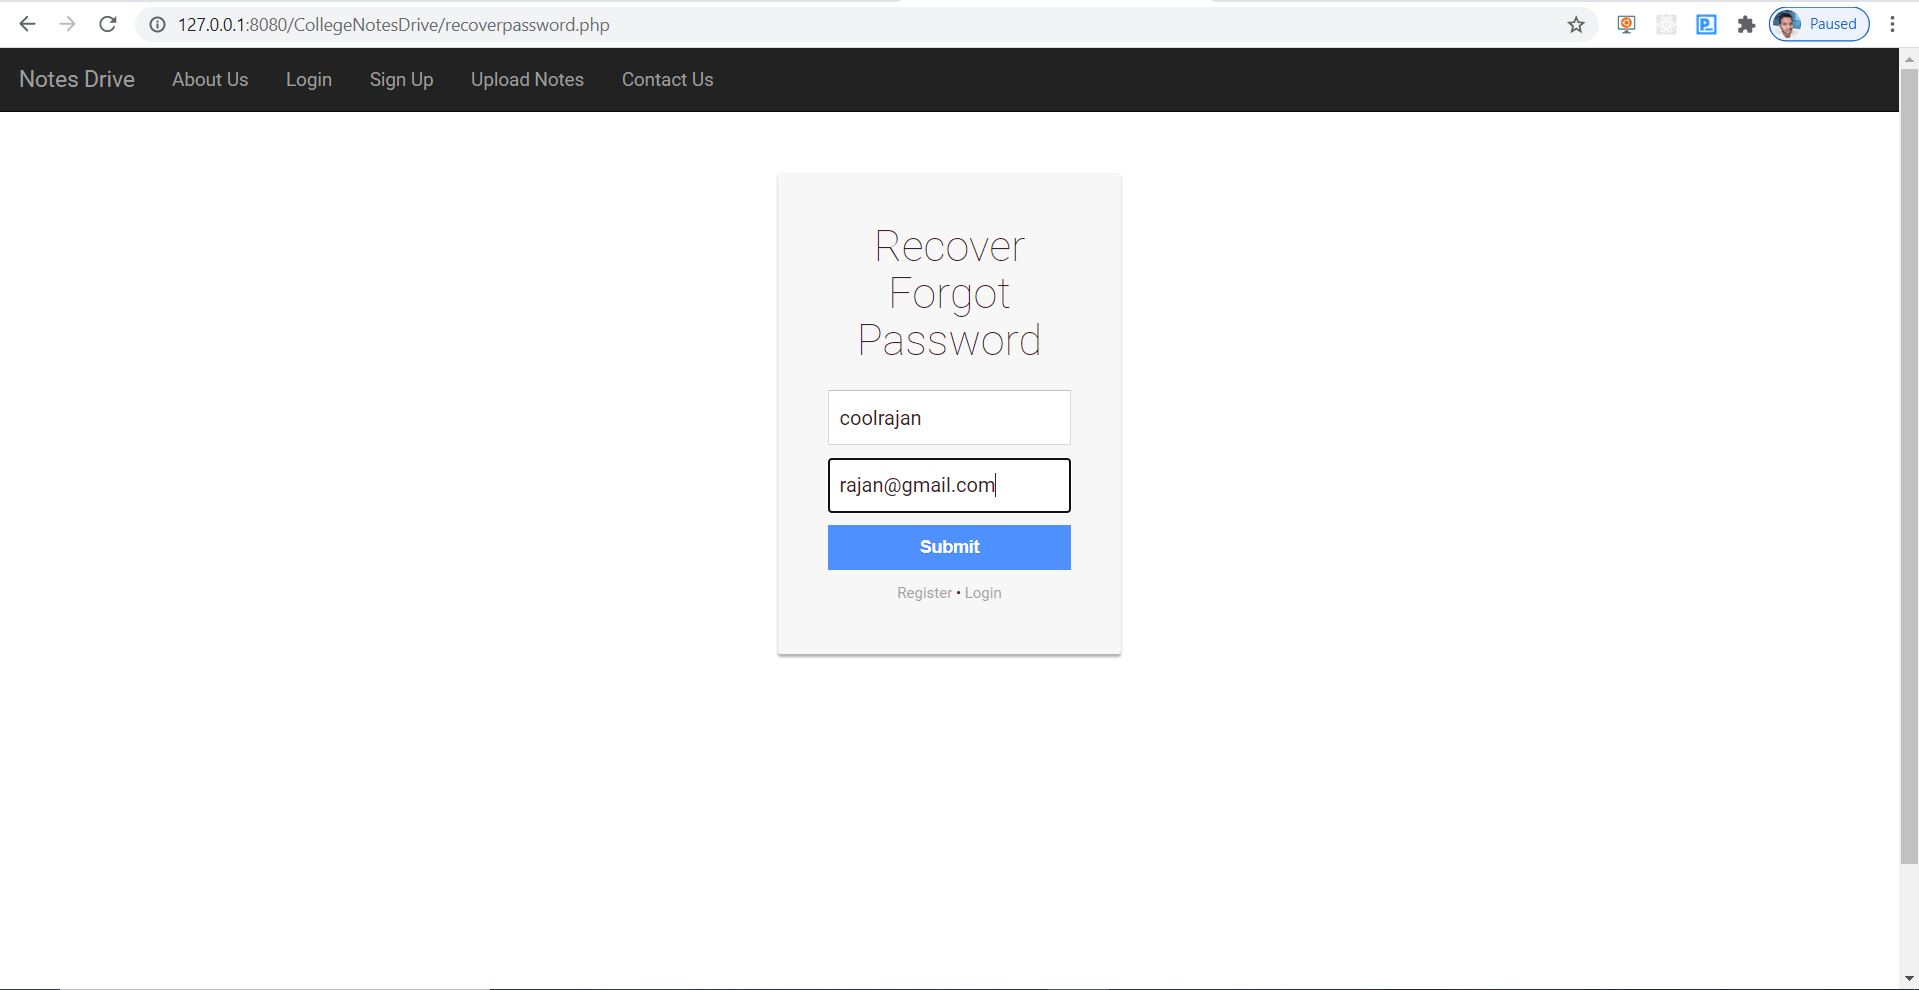 127.0.0.1:8080/CollegeNotesDrive/recoverpassword.php
Paused
Notes Drive About Us Login Sign Up Upload Notes Contact Us
Recover
Forgot
Password
coolrajan
rajan@gmail.com
Submit
Register • Login